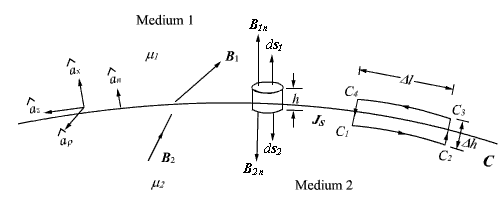 Medium 1
B₁ₙ
ds₁
μ₁
B₁
Δl
âₛ
âₙ
h
C₄
C₃
â_z
Jₛ
C₁
âₚ
B₂
C₂
Δh
ds₂
C
B₂ₙ
μ₂
Medium 2